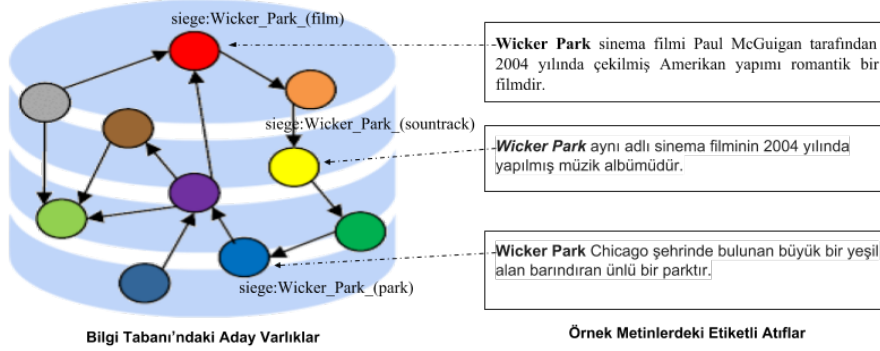 siege:Wicker_Park_(film)
siege:Wicker_Park_(sountrack)
siege:Wicker_Park_(park)
Bilgi Tabanı'ndaki Aday Varlıklar
Wicker Park sinema filmi Paul McGuigan tarafından
2004 yılında çekilmiş Amerikan yapımı romantik bir
filmdir.
Wicker Park aynı adlı sinema filminin 2004 yılında
yapılmış müzik albümüdür.
Wicker Park Chicago şehrinde bulunan büyük bir yeşil
alan barındıran ünlü bir parktır.
Örnek Metinlerdeki Etiketli Atıflar